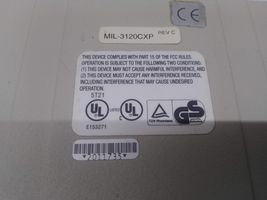 CE
MIL-3120CXP REV C
THIS DEVICE COMPLIES WITH PART 15 OF THE FCC RULES.
OPERATION IS SUBJECT TO THE FOLLOWING TWO CONDITIONS.
(1) THIS DEVICE MAY NOT CAUSE HARMFUL INTERFERENCE, AND
(2) THIS DEVICE MUST ACCEPT ANY INTERFERENCE RECEIVED,
INCLUDING INTERFERENCE THAT MAY CAUSE
UNDESIRED OPERATION.
5T21
UL UL GS
E153271